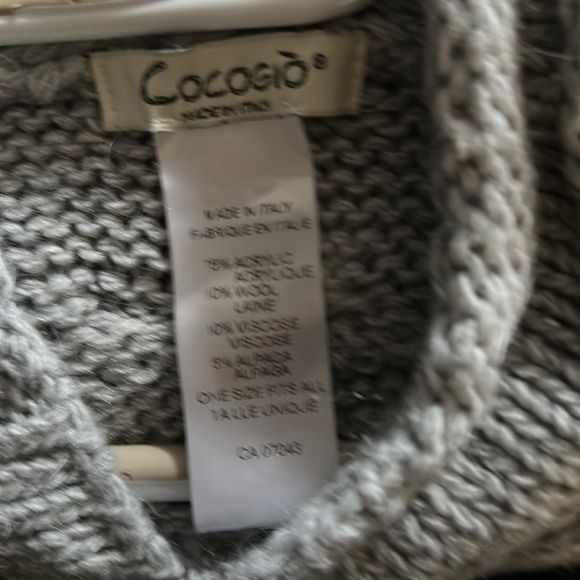 COCOGIÒ®
MADE IN ITALY
MADE IN ITALY
FABRIQUE EN ITALIE
75% ACRYLIC
ACRYLIQUE
10% WOOL
LAINE
10% VISCOSE
VISCOSE
5% ALPACA
ALPAGA
ONE SIZE FITS ALL
TAILLE UNIQUE
CA 07043